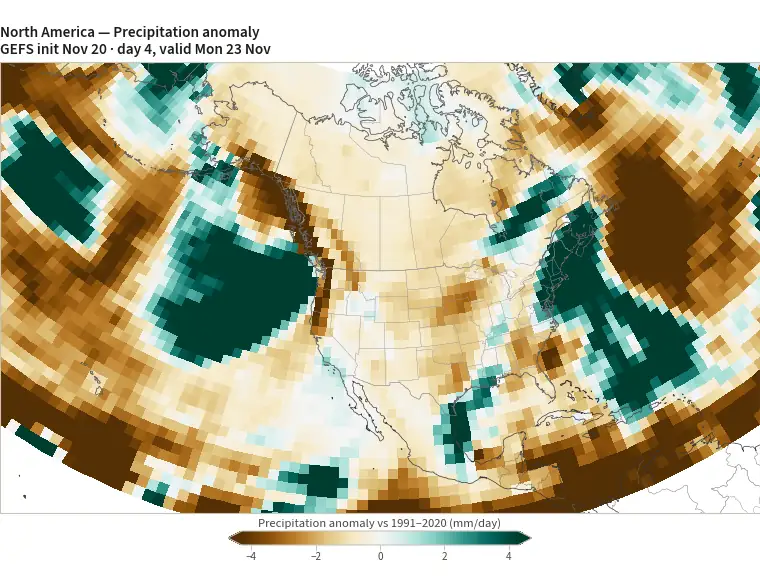 North America — Precipitation anomaly
GEFS init Nov 20 · day 4, valid Mon 23 Nov
Precipitation anomaly vs 1991–2020 (mm/day)
−4 −2 0 2 4